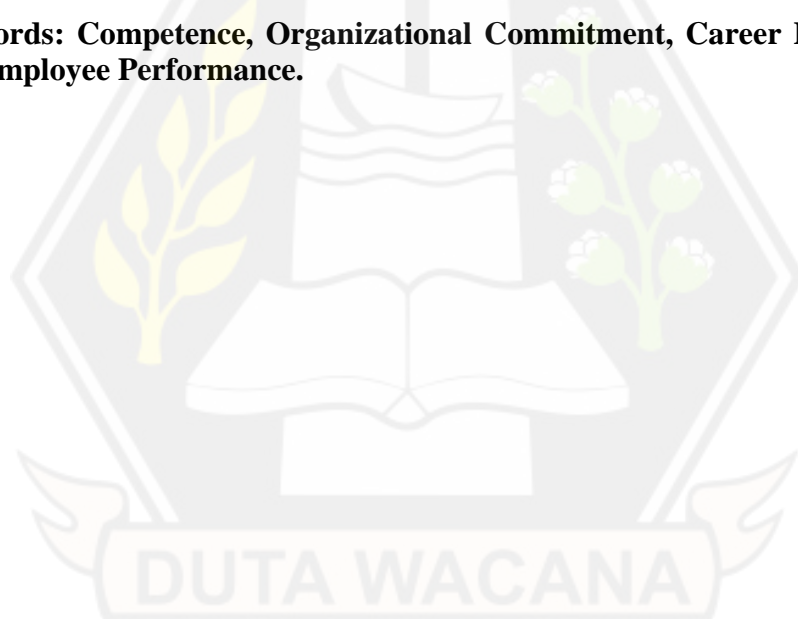 ords: Competence, Organizational Commitment, Career
mployee Performance.
DUTA WACANA